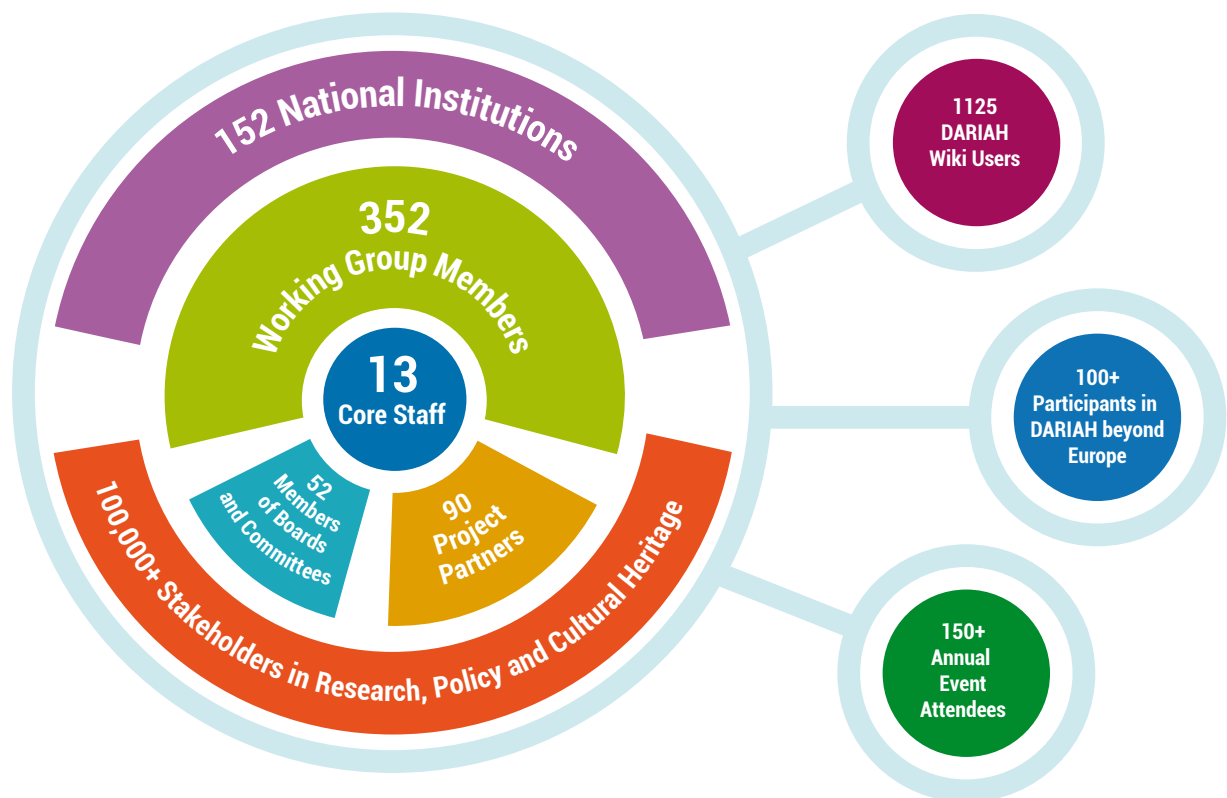 152 National Institutions
352
Working Group Members
13
Core Staff
52
Members
of Boards
and Committees
90
Project
Partners
100,000+ Stakeholders in Research, Policy and Cultural Heritage
1125
DARIAH
Wiki Users
100+
Participants in
DARIAH beyond
Europe
150+
Annual
Event
Attendees